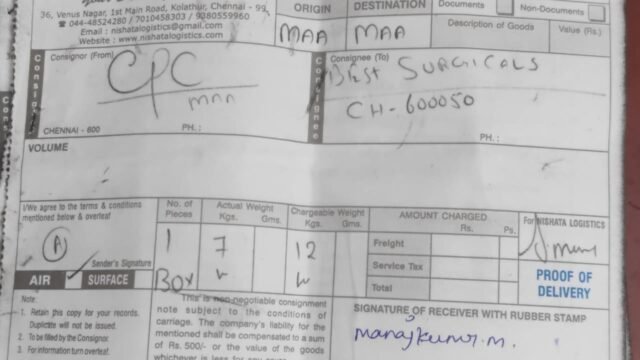 36, Venus Nagar, 1st Main Road, Kolathur, Chennai - 99,
☎ 044-48524280 / 7010458303 / 9380559960
Email : nishatalogistics@gmail.com
Website : www.nishatalogistics.com
ORIGIN
DESTINATION
Documents
Non-Documents
MAA
MAA
Description of Goods
Value (Rs.)
Consignor (From)
CPC
MAA
CHENNAI - 600
PH. :
Consignee
Consignee (To)
SURGICALS
CH-600050
PH. :
VOLUME
I/We agree to the terms & conditions
mentioned below & overleaf
A
Sender's Signature
AIR
SURFACE
No. of
Pieces
Actual Weight
Kgs.
Gms.
Chargeable Weight
Kgs.
Gms.
AMOUNT CHARGED
Rs.
Ps.
1
7
12
BOX
Freight
Service Tax
Total
For NISHATA LOGISTICS
PROOF OF
DELIVERY
Note:
1. Retain this copy for your records.
Duplicate will not be issued.
2. To be filled by the Consignor.
3. For information turn overleaf.
This is non-negotiable consignment
note subject to the conditions of
carriage. The company's liability for the
mentioned shall be compensated to a
sum of Rs. 500/- or the value of the
goods
SIGNATURE OF RECEIVER WITH RUBBER STAMP
manojkumar.m.